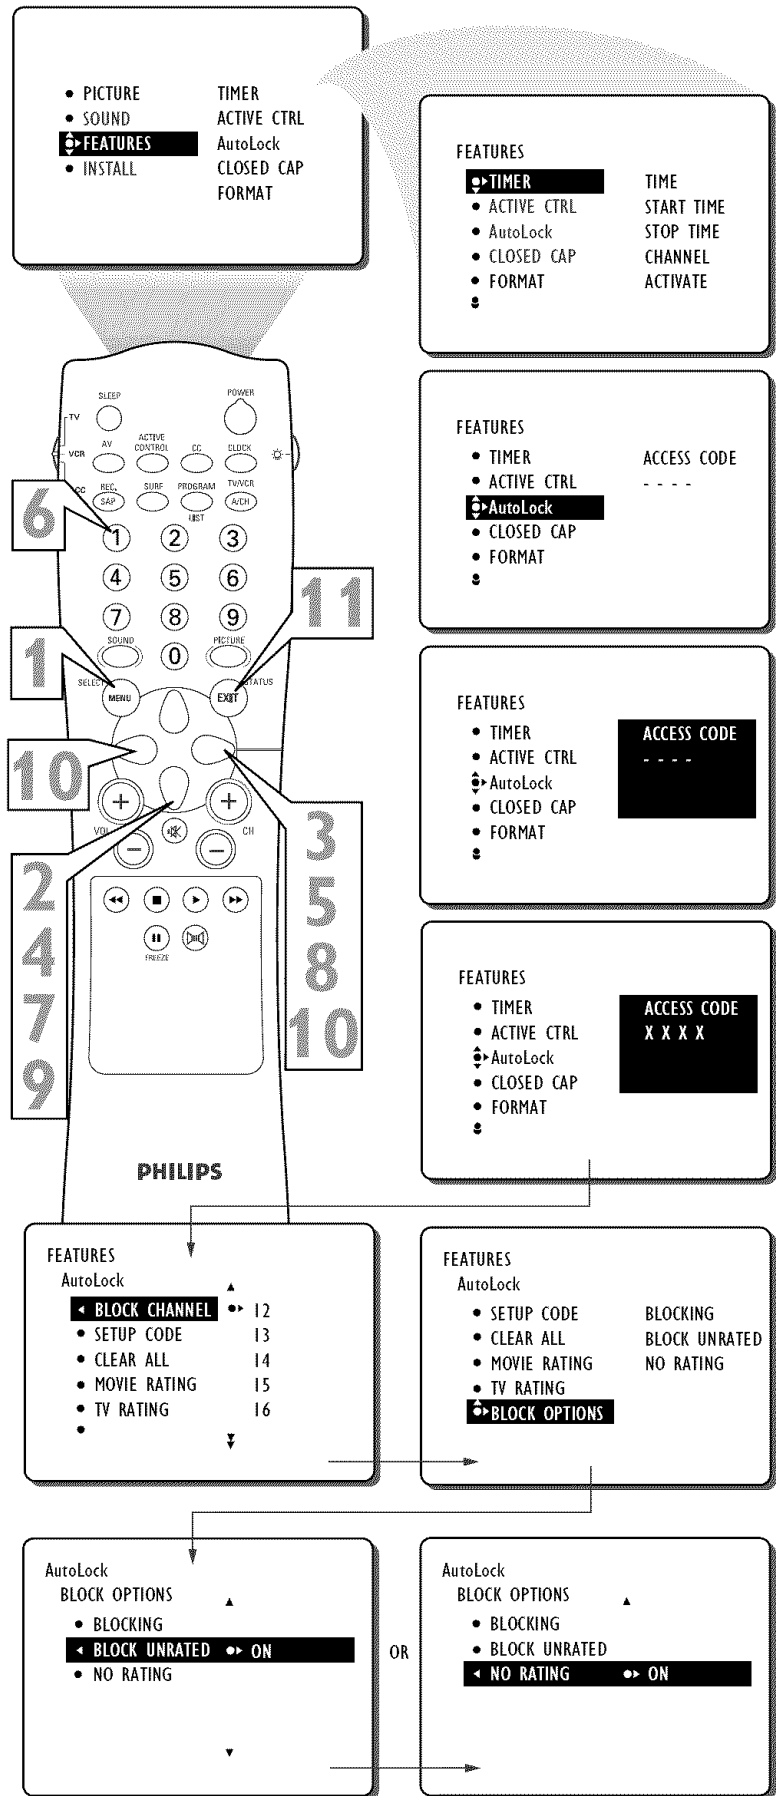 PICTURE TIMER
SOUND ACTIVE CTRL
FEATURES AutoLock
INSTALL CLOSED CAP
FORMAT
FEATURES
TIMER TIME
ACTIVE CTRL START TIME
AutoLock STOP TIME
CLOSED CAP CHANNEL
FORMAT ACTIVATE
FEATURES
TIMER ACCESS CODE
ACTIVE CTRL - - - -
AutoLock
CLOSED CAP
FORMAT
FEATURES
TIMER ACCESS CODE
ACTIVE CTRL - - - -
AutoLock
CLOSED CAP
FORMAT
FEATURES
TIMER ACCESS CODE
ACTIVE CTRL X X X X
AutoLock
CLOSED CAP
FORMAT
SLEEP POWER
TV
AV ACTIVE CONTROL CC CLOCK
VCR
REC. SURF PROGRAM TV/VCR
SAP A/CH
LIST
6
1 2 3
4 5 6
7 8 9
SOUND 0 PICTURE
11
1
SELECT MENU EXIT STATUS
10
+ +
VOL CH
- -
2
4
7
9
3
5
8
10
FREEZE
PHILIPS
FEATURES
AutoLock
BLOCK CHANNEL 12
SETUP CODE 13
CLEAR ALL 14
MOVIE RATING 15
TV RATING 16
FEATURES
AutoLock
SETUP CODE BLOCKING
CLEAR ALL BLOCK UNRATED
MOVIE RATING NO RATING
TV RATING
BLOCK OPTIONS
AutoLock
BLOCK OPTIONS
BLOCKING
BLOCK UNRATED ON
NO RATING
OR
AutoLock
BLOCK OPTIONS
BLOCKING
BLOCK UNRATED
NO RATING ON